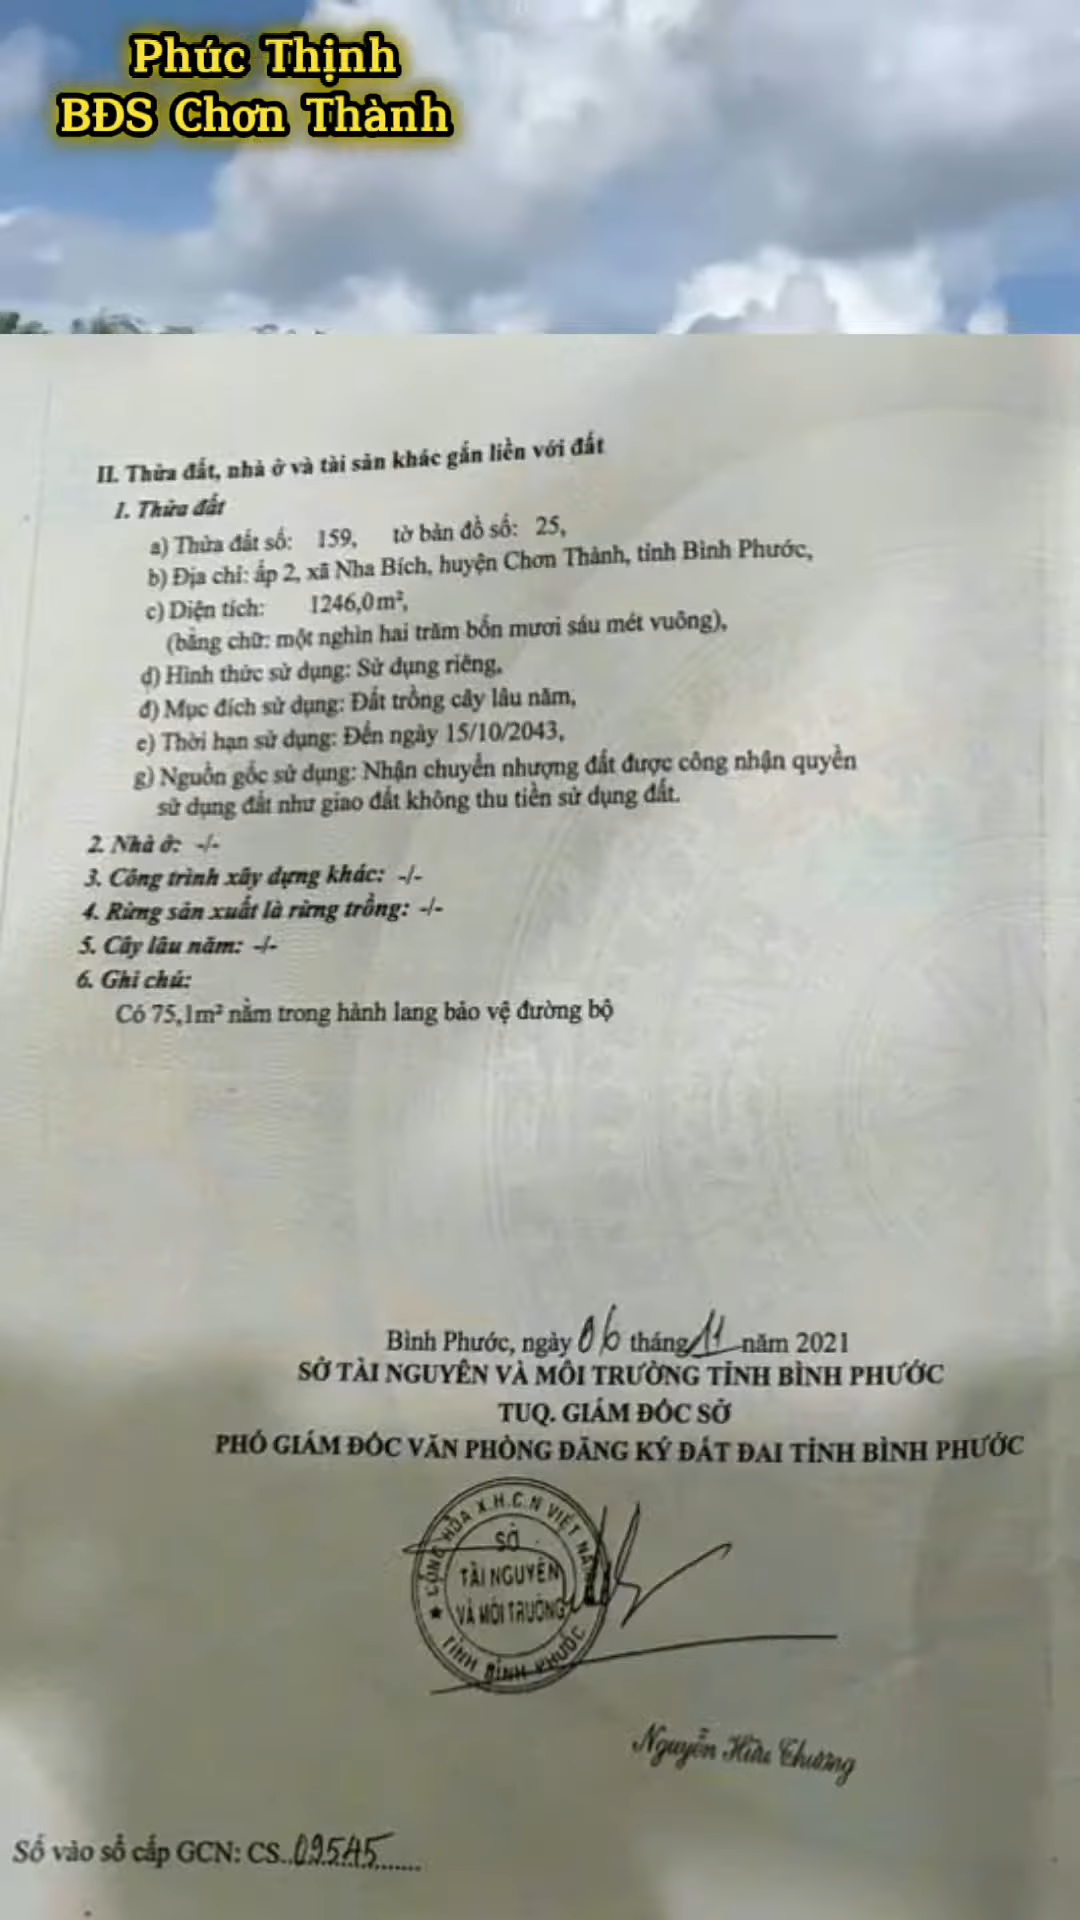 Phúc Thịnh
BĐS Chơn Thành
II. Thửa đất, nhà ở và tài sản khác gắn liền với đất
1. Thửa đất
a) Thửa đất số: 159, tờ bản đồ số: 25,
b) Địa chỉ: ấp 2, xã Nha Bích, huyện Chơn Thành, tỉnh Bình Phước,
c) Diện tích: 1246,0m²,
(bằng chữ: một nghìn hai trăm bốn mươi sáu mét vuông),
d) Hình thức sử dụng: Sử dụng riêng,
đ) Mục đích sử dụng: Đất trồng cây lâu năm,
e) Thời hạn sử dụng: Đến ngày 15/10/2043,
g) Nguồn gốc sử dụng: Nhận chuyển nhượng đất được công nhận quyền
sử dụng đất như giao đất không thu tiền sử dụng đất.
2. Nhà ở: -/-
3. Công trình xây dựng khác: -/-
4. Rừng sản xuất là rừng trồng: -/-
5. Cây lâu năm: -/-
6. Ghi chú:
Có 75,1m² nằm trong hành lang bảo vệ đường bộ
Bình Phước, ngày 06 tháng 11 năm 2021
SỞ TÀI NGUYÊN VÀ MÔI TRƯỜNG TỈNH BÌNH PHƯỚC
TUQ. GIÁM ĐỐC SỞ
PHÓ GIÁM ĐỐC VĂN PHÒNG ĐĂNG KÝ ĐẤT ĐAI TỈNH BÌNH PHƯỚC
CỘNG HÒA X.H.C.N VIỆT NAM
SỞ
TÀI NGUYÊN
VÀ MÔI TRƯỜNG
★ TỈNH BÌNH PHƯỚC
Nguyễn Hữu Chương
Số vào sổ cấp GCN: CS..09545......